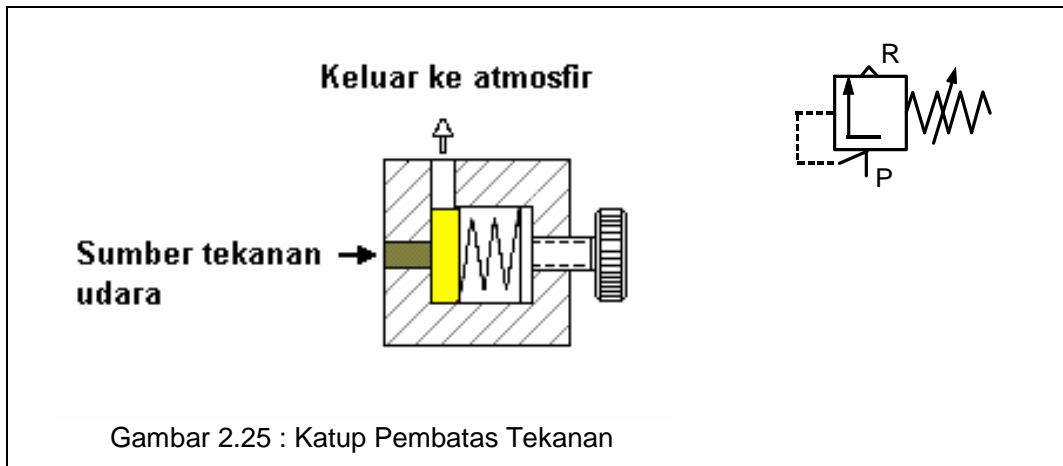 Keluar ke atmosfir
R
P
Sumber tekanan
udara
Gambar 2.25 : Katup Pembatas Tekanan